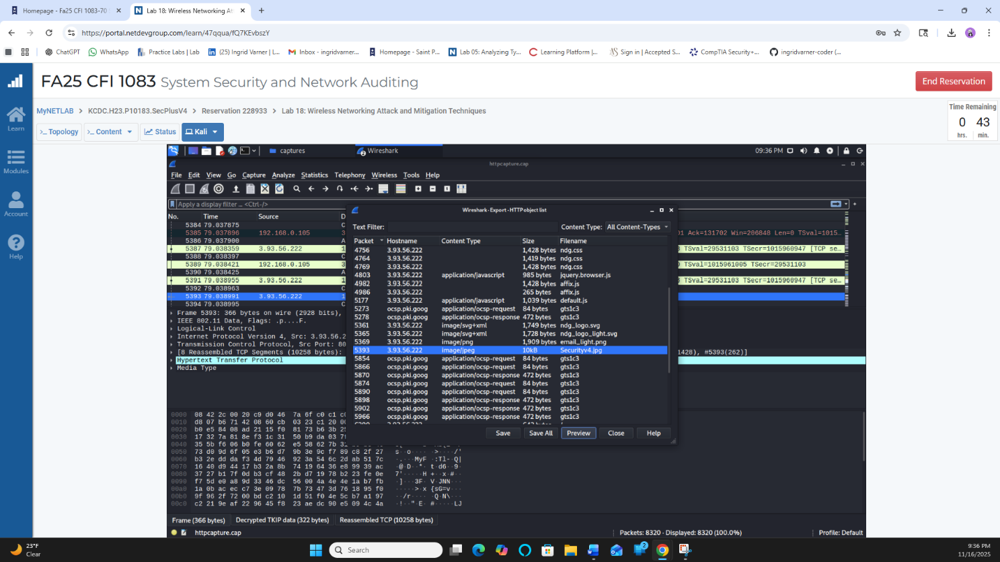 Homepage - Fa25 CFI 1083-70
Lab 18: Wireless Networking At
https://portal.netdevgroup.com/learn/47qqua/fQ7KEvbszY
ChatGPT
WhatsApp
Practice Labs | Lab
(25) Ingrid Varner | L...
Inbox - ingridvarner...
Homepage - Saint P...
Lab 05: Analyzing Ty...
Learning Platform |...
Sign in | Accepted S...
CompTIA Security+...
ingridvarner-coder (...
FA25 CFI 1083 System Security and Network Auditing
End Reservation
MyNETLAB > KCDC.H23.P10183.SecPlusV4 > Reservation 228933 > Lab 18: Wireless Networking Attack and Mitigation Techniques
Time Remaining
0 43
hrs. min.
>_ Topology
>_ Content
Status
Kali
Learn
Modules
Account
Help
captures
Wireshark
09:36 PM
httpcapture.cap
File Edit View Go Capture Analyze Statistics Telephony Wireless Tools Help
Apply a display filter … <Ctrl-/>
No. Time Source D
5384 79.037875 C
5385 79.037896 192.168.0.105 3 01 Ack=131702 Win=206848 Len=0 TSval=1015…
5386 79.037900 A
5387 79.038359 3.93.56.222 1 3 TSval=29531103 TSecr=1015960947 [TCP se…
5388 79.038397 C
5389 79.038421 192.168.0.105 3 0 TSval=1015961005 TSecr=29531103
5390 79.038425 A
5391 79.038955 3.93.56.222 1 3 TSval=29531103 TSecr=1015960947 [TCP se…
5392 79.038963 C
5393 79.038991 3.93.56.222 1
5394 79.038995 C
Frame 5393: 366 bytes on wire (2928 bits),
IEEE 802.11 Data, Flags: .p....F.
Logical-Link Control
Internet Protocol Version 4, Src: 3.93.56.2
Transmission Control Protocol, Src Port: 80
[8 Reassembled TCP Segments (10258 bytes): 1428), #5393(262)]
Hypertext Transfer Protocol
Media Type
Wireshark · Export · HTTP object list
Text Filter:
Content Type: All Content-Types
Packet Hostname Content Type Size Filename
4756 3.93.56.222 1,428 bytes ndg.css
4764 3.93.56.222 1,419 bytes ndg.css
4769 3.93.56.222 1,428 bytes ndg.css
4803 3.93.56.222 application/javascript 985 bytes jquery.browser.js
4982 3.93.56.222 1,428 bytes affix.js
4986 3.93.56.222 265 bytes affix.js
5177 3.93.56.222 application/javascript 1,039 bytes default.js
5273 ocsp.pki.goog application/ocsp-request 84 bytes gts1c3
5278 ocsp.pki.goog application/ocsp-response 472 bytes gts1c3
5361 3.93.56.222 image/svg+xml 1,749 bytes ndg_logo.svg
5365 3.93.56.222 image/svg+xml 1,728 bytes ndg_logo_light.svg
5369 3.93.56.222 image/png 1,909 bytes email_light.png
5393 3.93.56.222 image/jpeg 10kB Securityv4.jpg
5854 ocsp.pki.goog application/ocsp-request 84 bytes gts1c3
5866 ocsp.pki.goog application/ocsp-request 84 bytes gts1c3
5870 ocsp.pki.goog application/ocsp-response 472 bytes gts1c3
5874 ocsp.pki.goog application/ocsp-request 84 bytes gts1c3
5890 ocsp.pki.goog application/ocsp-request 84 bytes gts1c3
5898 ocsp.pki.goog application/ocsp-response 472 bytes gts1c3
5902 ocsp.pki.goog application/ocsp-response 472 bytes gts1c3
5966 ocsp.pki.goog application/ocsp-response 472 bytes gts1c3
Save
Save All
Preview
Close
Help
0000 08 42 2c 00 20 c9 d0 46 7a 6f c0 c1 c
0010 d8 07 b6 71 42 08 60 cb 03 23 c1 20 0
0020 b0 e5 84 08 ad 21 15 f0 81 73 b6 3b 2
0030 17 32 7a 81 8e f3 1c 31 50 b9 da 03 7
0040 35 5b f6 06 b0 fe 60 62 e5 58 62 7b 3
0050 73 d0 9d 6f 05 e3 b6 d7 9b 3e 9c f7 89 c8 2f 27
0060 b3 2e dd da f3 4d 79 46 92 3a 54 6c 2d ab 51 7c
0070 16 40 d9 44 17 b3 2a 8b 74 19 64 36 e8 99 39 ac
0080 37 27 b1 7f 0d b3 cf 48 2b d7 19 78 b2 23 fe 0e
0090 f7 5d e0 a8 9d 33 46 dc 56 00 4a 4e 4e 1a b7 fb
00a0 1a 0b ac ec c7 3e 09 78 7b 73 47 3d 76 18 95 f0
00b0 9f 96 2f 72 00 bd c2 10 1d 51 f0 4e 5c b7 a1 97
00c0 c2 21 9e af 22 96 45 f8 23 ae dc 90 e5 09 4c 4a
Frame (366 bytes)
Decrypted TKIP data (322 bytes)
Reassembled TCP (10258 bytes)
httpcapture.cap
Packets: 8320 · Displayed: 8320 (100.0%)
Profile: Default
23°F
Clear
Search
2
9:36 PM
11/16/2025